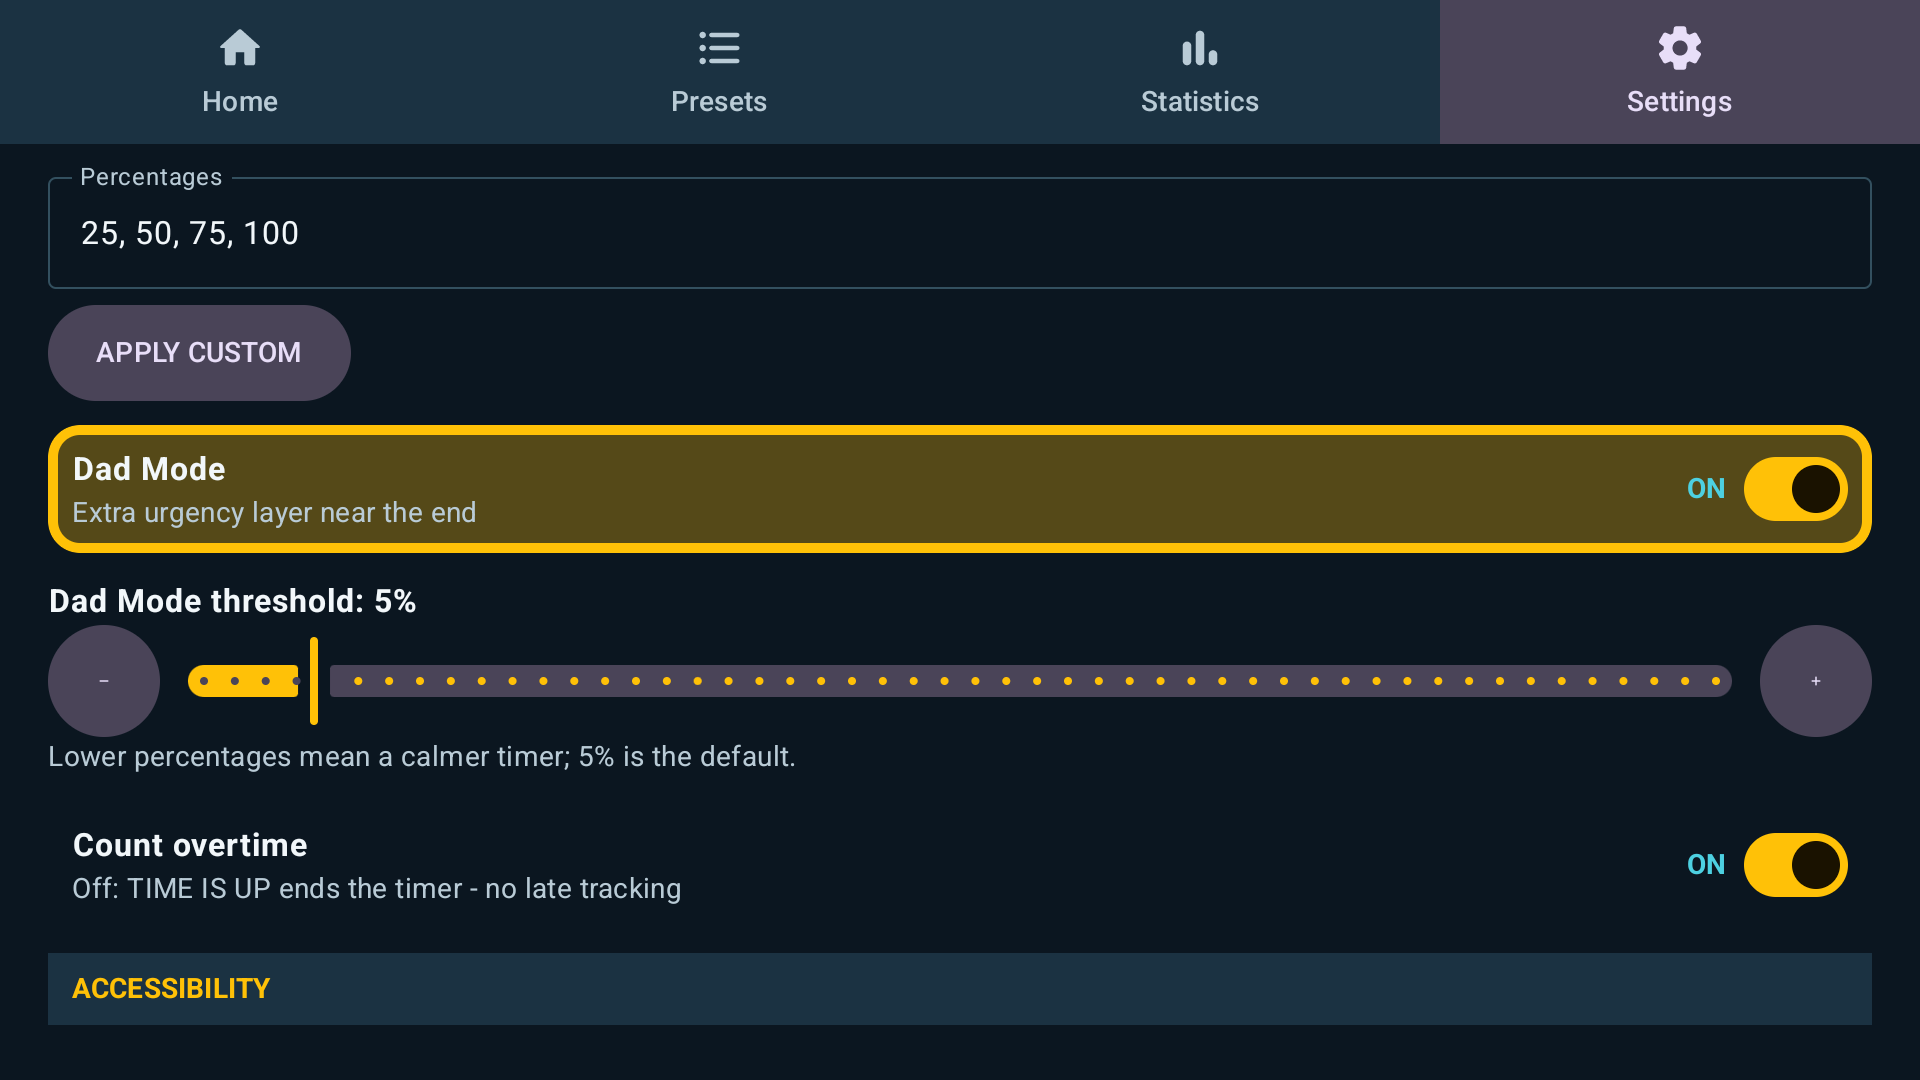 Home
Presets
Statistics
Settings
Percentages
25, 50, 75, 100
APPLY CUSTOM
Dad Mode
Extra urgency layer near the end
ON
Dad Mode threshold: 5%
−
+
Lower percentages mean a calmer timer; 5% is the default.
Count overtime
Off: TIME IS UP ends the timer - no late tracking
ON
ACCESSIBILITY